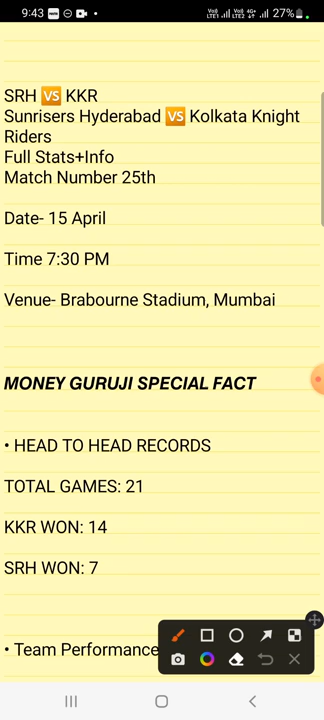 9:43 27%
SRH 🆚 KKR
Sunrisers Hyderabad 🆚 Kolkata Knight
Riders
Full Stats+Info
Match Number 25th
Date- 15 April
Time 7:30 PM
Venue- Brabourne Stadium, Mumbai
MONEY GURUJI SPECIAL FACT
• HEAD TO HEAD RECORDS
TOTAL GAMES: 21
KKR WON: 14
SRH WON: 7
• Team Performance